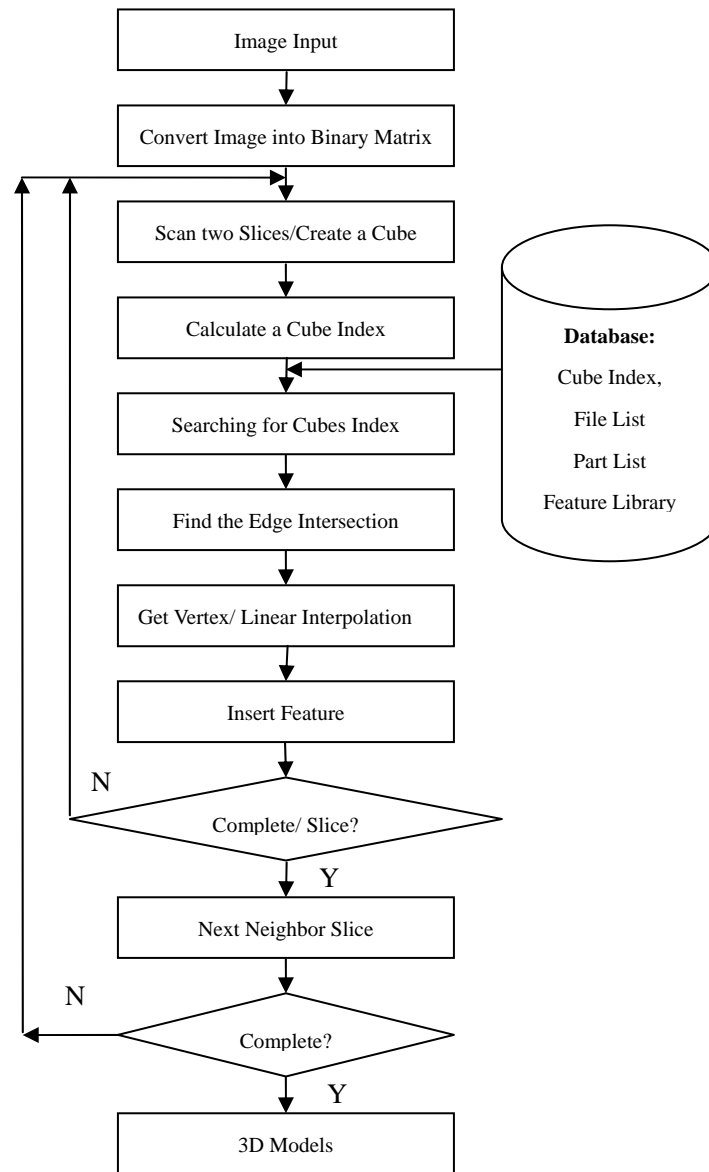 Image Input
Convert Image into Binary Matrix
Scan two Slices/Create a Cube
Calculate a Cube Index
Database:
Cube Index,
File List
Part List
Feature Library
Searching for Cubes Index
Find the Edge Intersection
Get Vertex/ Linear Interpolation
Insert Feature
N
Complete/ Slice?
Y
Next Neighbor Slice
N
Complete?
Y
3D Models